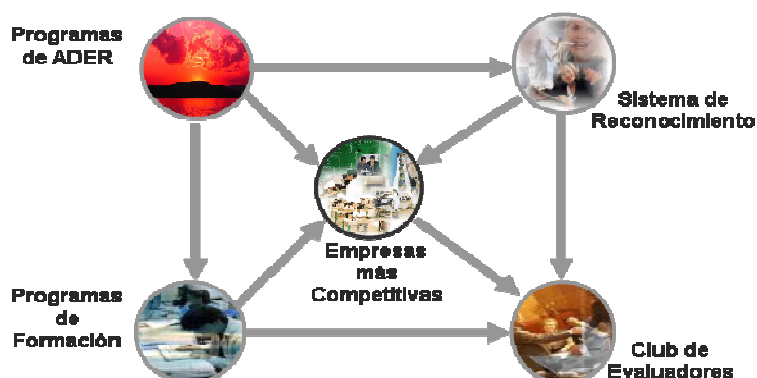 Programas
de ADER
Sistema de
Reconocimiento
Empresas
más
Competitivas
Programas
de
Formación
Club de
Evaluadores